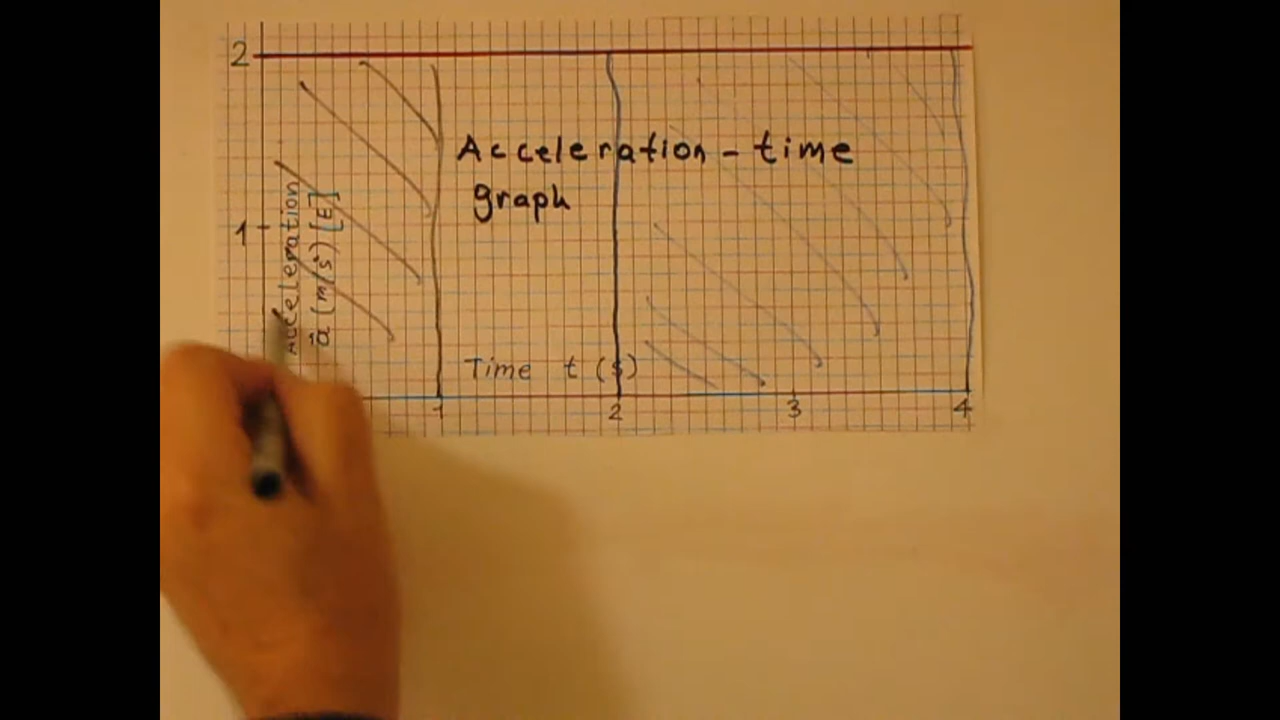 2
Acceleration - time
graph
1
Acceleration
a⃗ (m/s²) [E]
Time t (s)
1 2 3 4